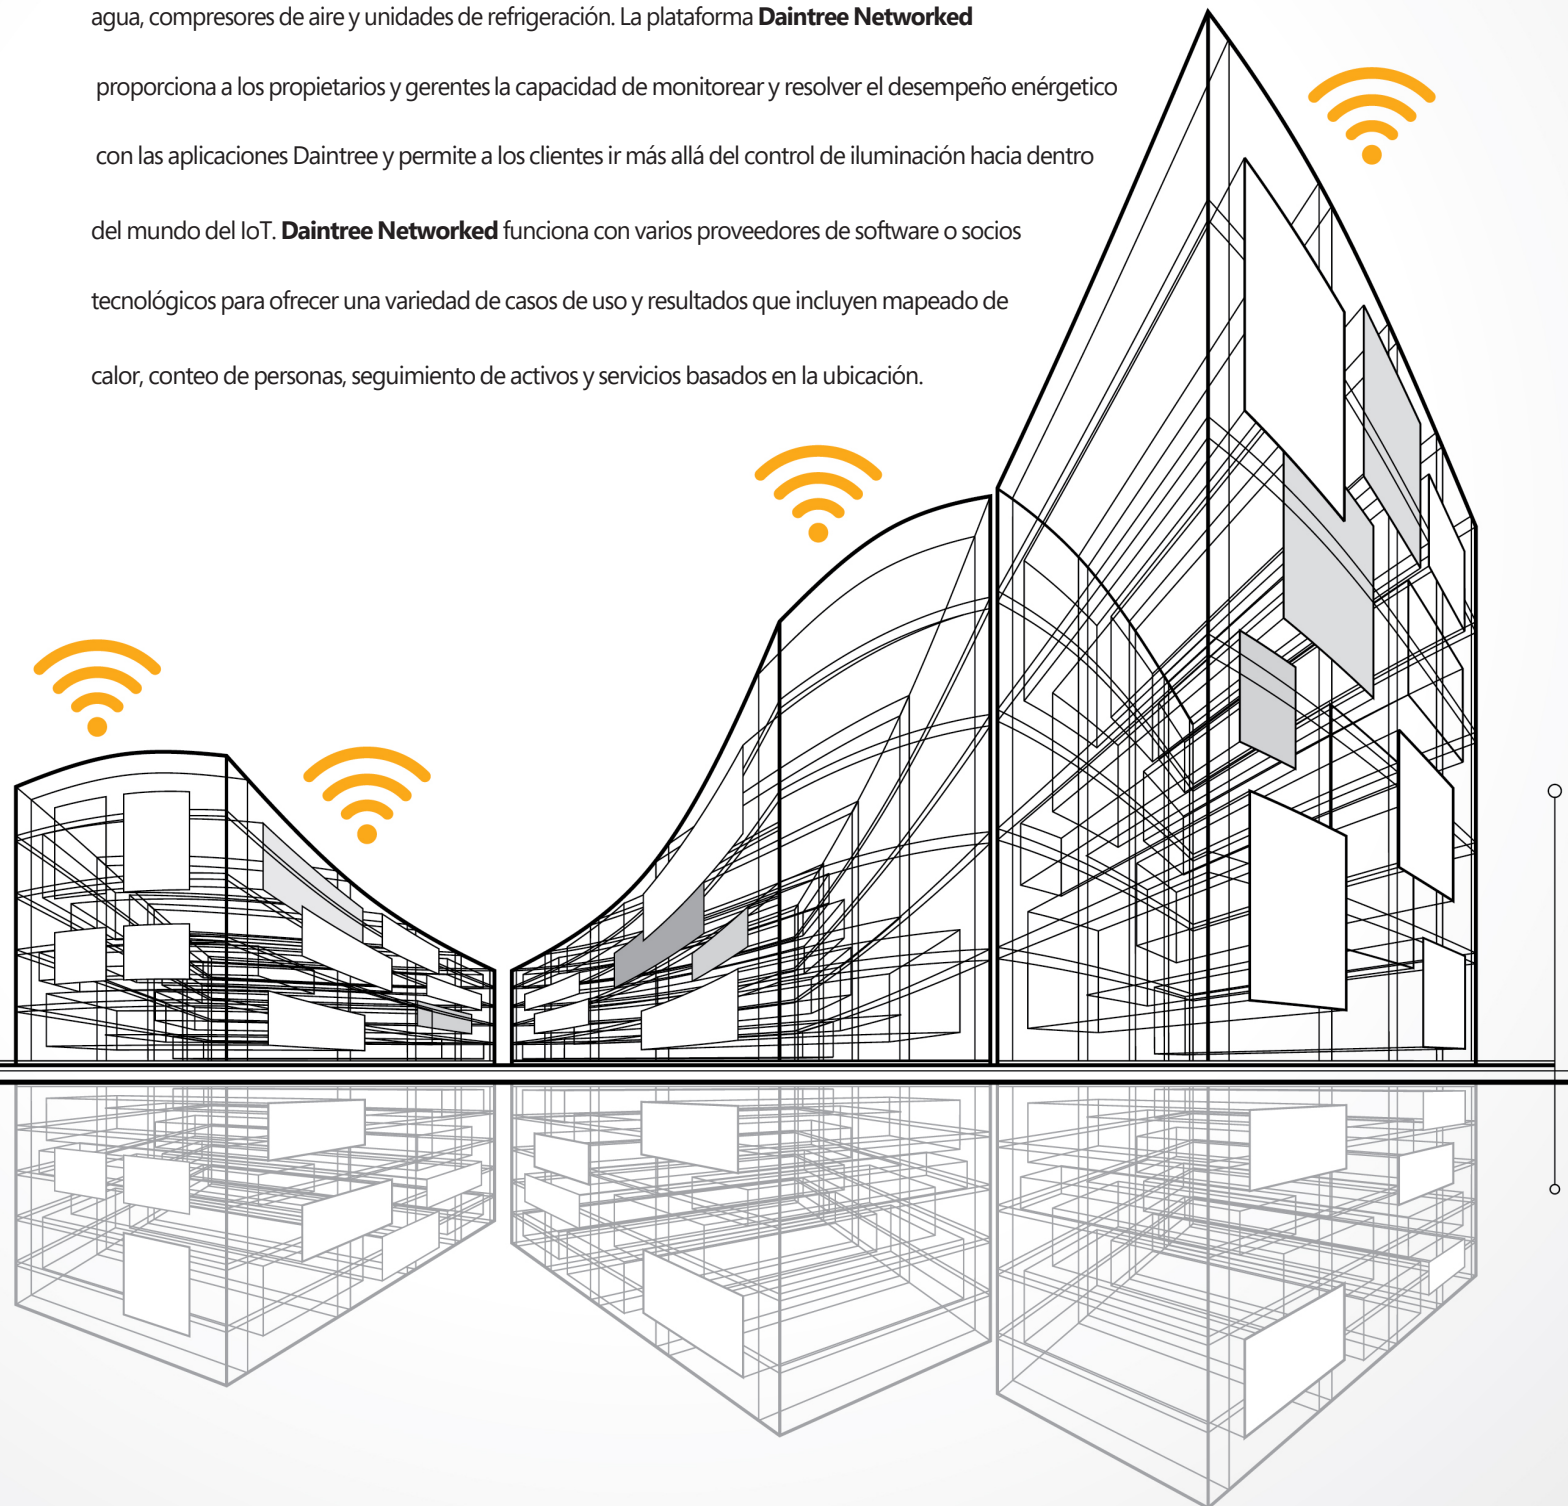 agua, compresores de aire y unidades de refrigeración. La plataforma Daintree Networked
proporciona a los propietarios y gerentes la capacidad de monitorear y resolver el desempeño enérgetico
con las aplicaciones Daintree y permite a los clientes ir más allá del control de iluminación hacia dentro
del mundo del IoT. Daintree Networked funciona con varios proveedores de software o socios
tecnológicos para ofrecer una variedad de casos de uso y resultados que incluyen mapeado de
calor, conteo de personas, seguimiento de activos y servicios basados en la ubicación.